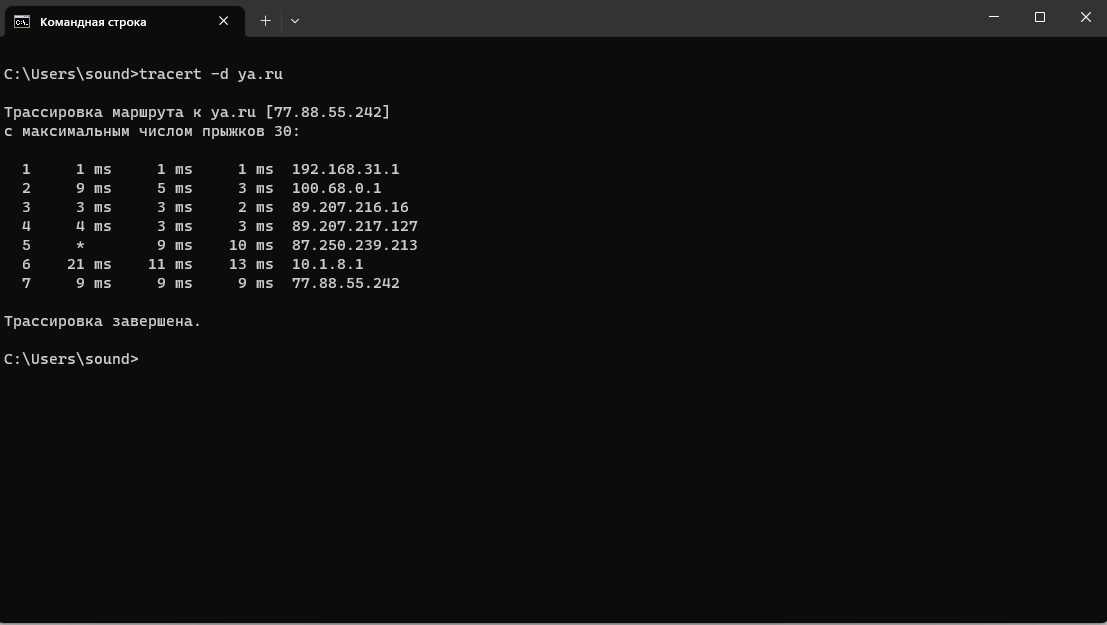 Командная строка
C:\Users\sound>tracert -d ya.ru
Трассировка маршрута к ya.ru [77.88.55.242]
с максимальным числом прыжков 30:
1 1 ms 1 ms 1 ms 192.168.31.1
2 9 ms 5 ms 3 ms 100.68.0.1
3 3 ms 3 ms 2 ms 89.207.216.16
4 4 ms 3 ms 3 ms 89.207.217.127
5 * 9 ms 10 ms 87.250.239.213
6 21 ms 11 ms 13 ms 10.1.8.1
7 9 ms 9 ms 9 ms 77.88.55.242
Трассировка завершена.
C:\Users\sound>